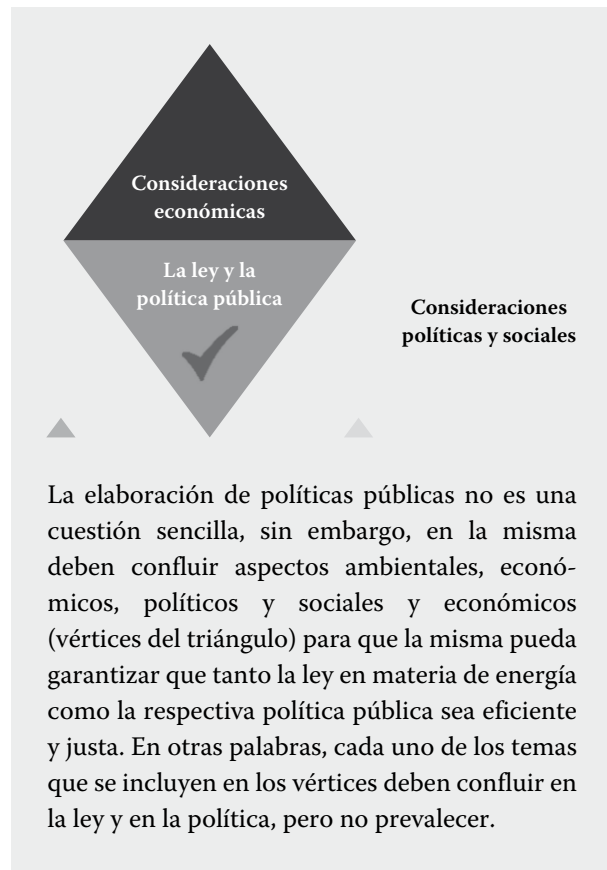 Consideraciones
económicas
La ley y la
política pública
Consideraciones
políticas y sociales
La elaboración de políticas públicas no es una
cuestión sencilla, sin embargo, en la misma
deben confluir aspectos ambientales, econó-
micos, políticos y sociales y económicos
(vértices del triángulo) para que la misma pueda
garantizar que tanto la ley en materia de energía
como la respectiva política pública sea eficiente
y justa. En otras palabras, cada uno de los temas
que se incluyen en los vértices deben confluir en
la ley y en la política, pero no prevalecer.